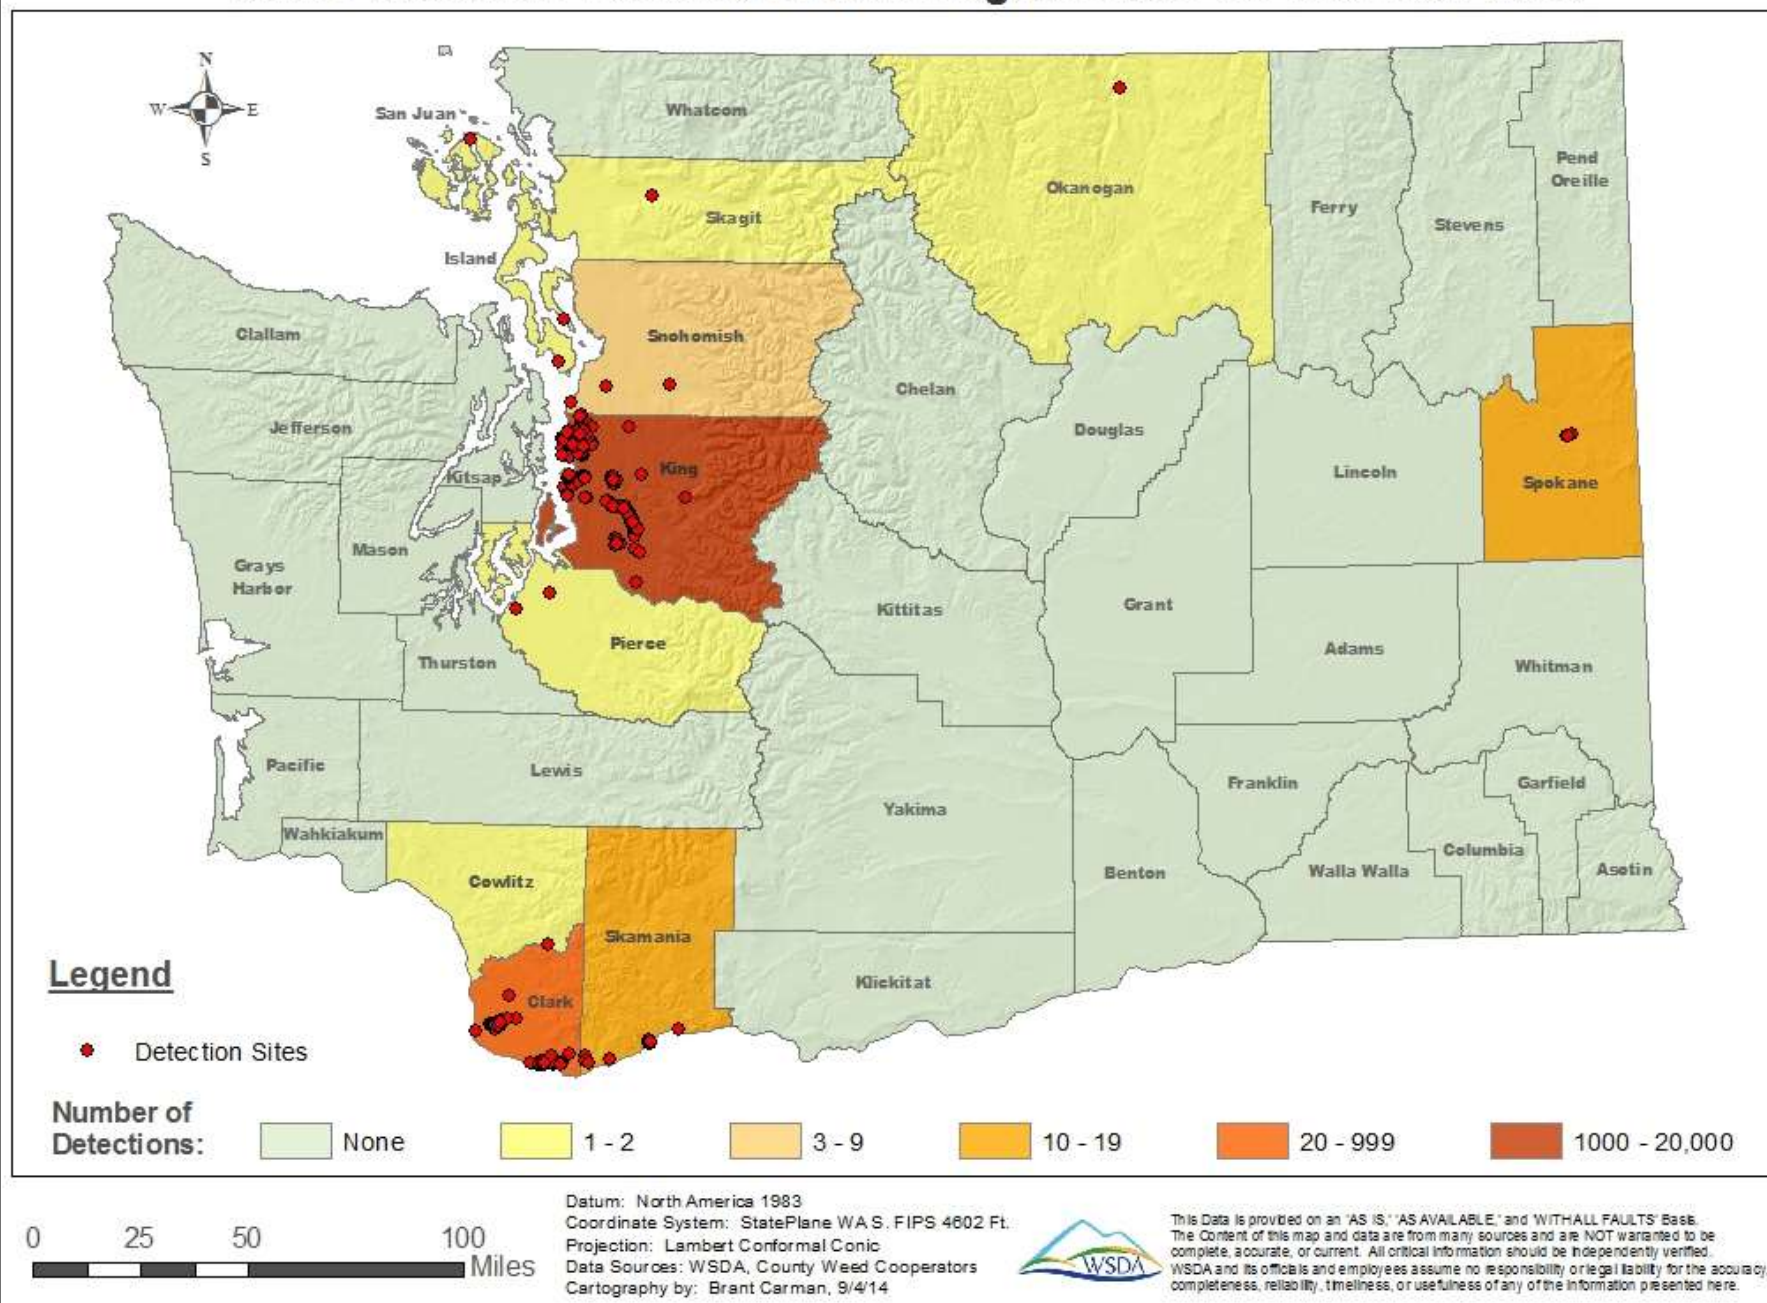 N
W E
S
San Juan
Whatcom
Okanogan
Ferry
Stevens
Pend
Oreille
Skagit
Island
Clallam
Snohomish
Chelan
Jefferson
Kitsap
King
Douglas
Lincoln
Spokane
Mason
Grays
Harbor
Kittitas
Grant
Pierce
Thurston
Adams
Whitman
Pacific
Lewis
Yakima
Franklin
Garfield
Wahkiakum
Cowlitz
Benton
Walla Walla
Columbia
Asotin
Skamania
Klickitat
Clark
Legend
Detection Sites
Number of
Detections:
None
1 - 2
3 - 9
10 - 19
20 - 999
1000 - 20,000
0 25 50 100
Miles
Datum: North America 1983
Coordinate System: StatePlane WA S. FIPS 4602 Ft.
Projection: Lambert Conformal Conic
Data Sources: WSDA, County Weed Cooperators
Cartography by: Brant Carman, 9/4/14
WSDA
This Data is provided on an "AS IS," "AS AVAILABLE," and "WITH ALL FAULTS" Basis.
The Content of this map and data are from many sources and are NOT warranted to be
complete, accurate, or current. All critical information should be independently verified.
WSDA and its officials and employees assume no responsibility or legal liability for the accuracy,
completeness, reliability, timeliness, or usefulness of any of the information presented here.